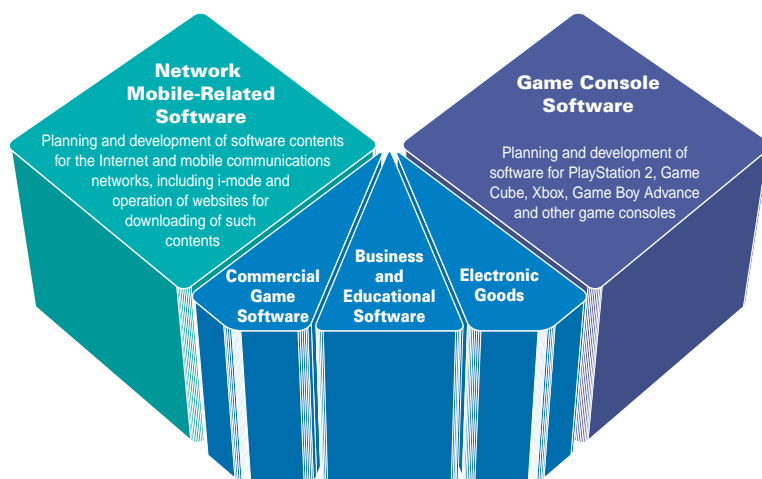 Network
Mobile-Related
Software
Planning and development of software contents
for the Internet and mobile communications
networks, including i-mode and
operation of websites for
downloading of such
contents
Game Console
Software
Planning and development of
software for PlayStation 2, Game
Cube, Xbox, Game Boy Advance
and other game consoles
Commercial
Game
Software
Business
and
Educational
Software
Electronic
Goods